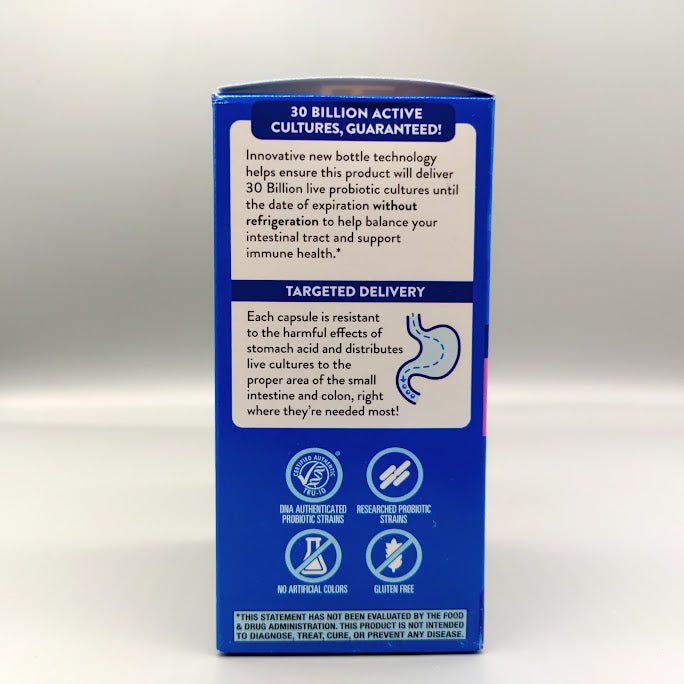 30 BILLION ACTIVE
CULTURES, GUARANTEED!
Innovative new bottle technology
helps ensure this product will deliver
30 Billion live probiotic cultures until
the date of expiration without
refrigeration to help balance your
intestinal tract and support
immune health.*
TARGETED DELIVERY
Each capsule is resistant
to the harmful effects of
stomach acid and distributes
live cultures to the
proper area of the small
intestine and colon, right
where they're needed most!
CERTIFIED AUTHENTIC
TRU-ID
®
DNA AUTHENTICATED
PROBIOTIC STRAINS
RESEARCHED PROBIOTIC
STRAINS
NO ARTIFICIAL COLORS
GLUTEN FREE
*THIS STATEMENT HAS NOT BEEN EVALUATED BY THE FOOD
& DRUG ADMINISTRATION. THIS PRODUCT IS NOT INTENDED
TO DIAGNOSE, TREAT, CURE, OR PREVENT ANY DISEASE.